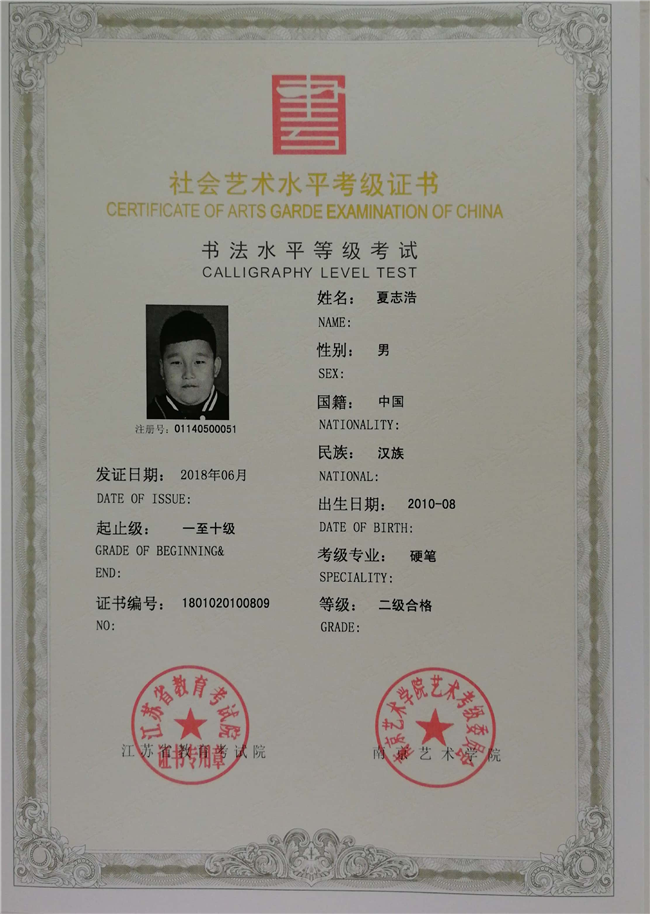 書
社会艺术水平考级证书
CERTIFICATE OF ARTS GARDE EXAMINATION OF CHINA
书法水平等级考试
CALLIGRAPHY LEVEL TEST
姓名： 夏志浩
NAME:
性别： 男
SEX:
国籍： 中国
NATIONALITY:
民族： 汉族
NATIONAL:
出生日期： 2010-08
DATE OF BIRTH:
考级专业： 硬笔
SPECIALITY:
等级： 二级合格
GRADE:
注册号：01140500051
发证日期： 2018年06月
DATE OF ISSUE:
起止级： 一至十级
GRADE OF BEGINNING&
END:
证书编号： 1801020100809
NO:
江苏省教育考试院
证书专用章
江苏省教育考试院
南京艺术学院艺术考级委员会
南京艺术学院